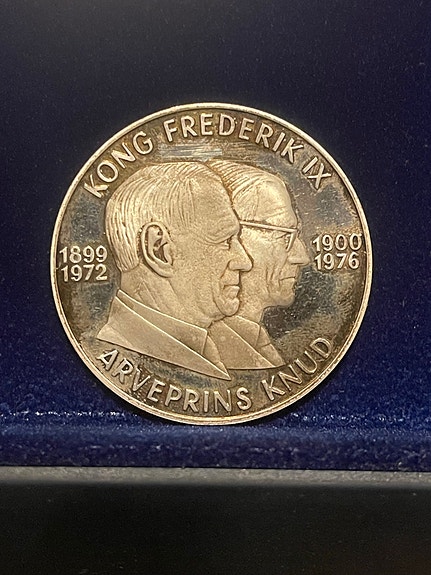 KONG FREDERIK IX
1899
1972
1900
1976
ARVEPRINS KNUD